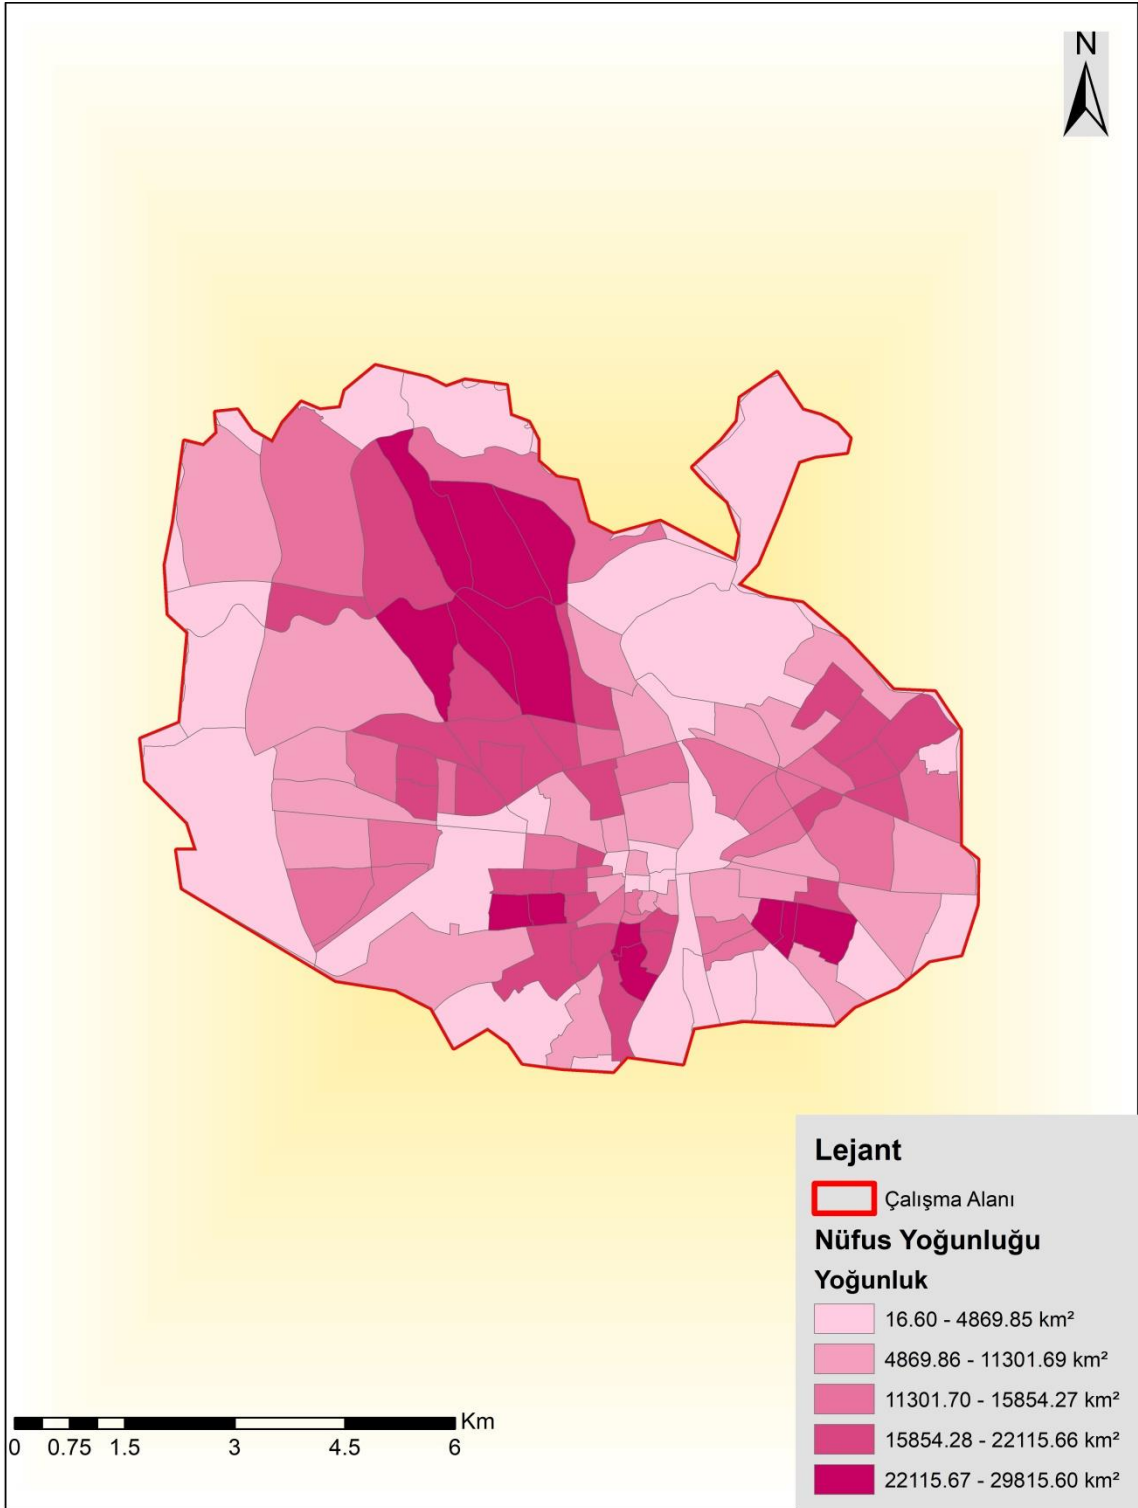 N
Km
0 0.75 1.5 3 4.5 6
Lejant
Çalışma Alanı
Nüfus Yoğunluğu
Yoğunluk
16.60 - 4869.85 km²
4869.86 - 11301.69 km²
11301.70 - 15854.27 km²
15854.28 - 22115.66 km²
22115.67 - 29815.60 km²